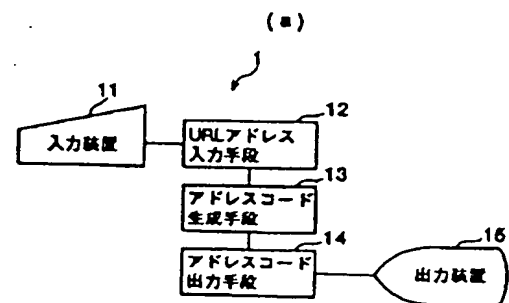 (a)
1
11
入力装置
12
URLアドレス
入力手段
13
アドレスコード
生成手段
14
アドレスコード
出力手段
15
出力装置